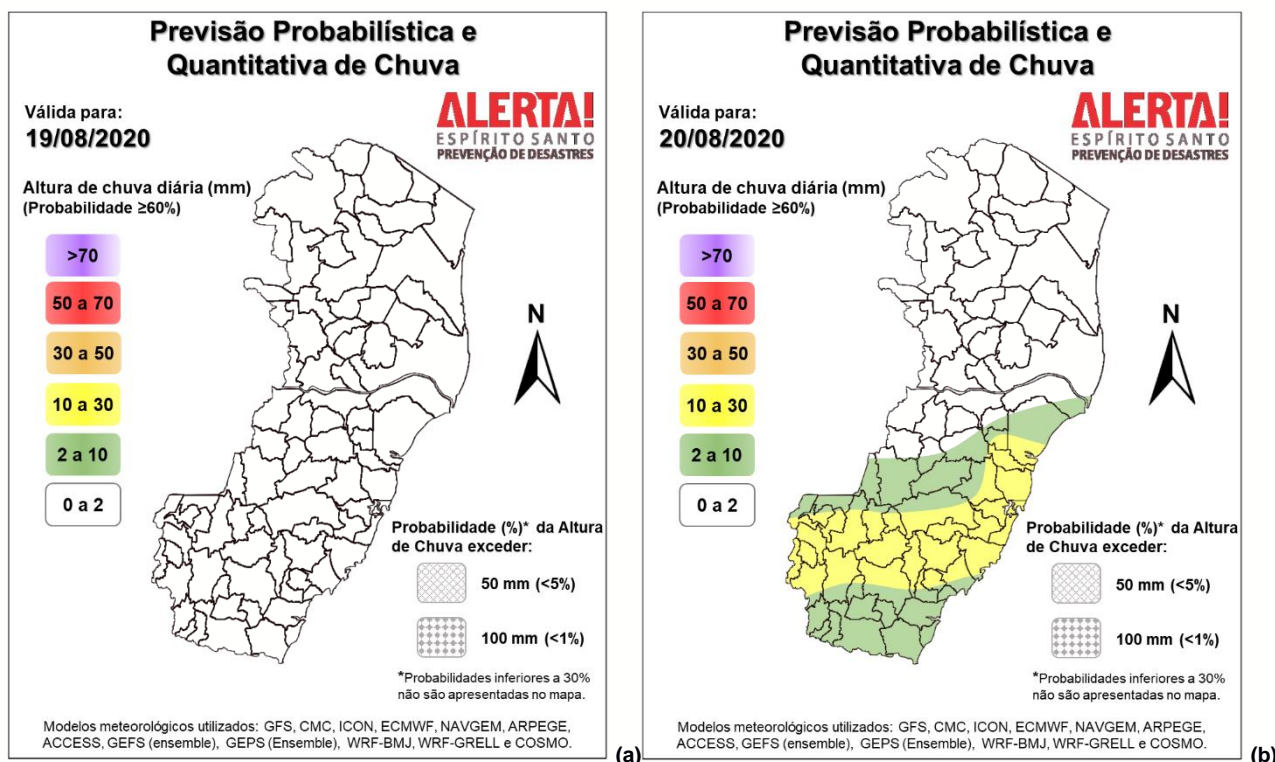 Previsão Probabilística e
Quantitativa de Chuva
Válida para:
19/08/2020
ALERTA!
ESPÍRITO SANTO
PREVENÇÃO DE DESASTRES
Altura de chuva diária (mm)
(Probabilidade ≥60%)
>70
50 a 70
30 a 50
10 a 30
2 a 10
0 a 2
N
Probabilidade (%)* da Altura
de Chuva exceder:
50 mm (<5%)
100 mm (<1%)
*Probabilidades inferiores a 30%
não são apresentadas no mapa.
Modelos meteorológicos utilizados: GFS, CMC, ICON, ECMWF, NAVGEM, ARPEGE,
ACCESS, GEFS (ensemble), GEPS (Ensemble), WRF-BMJ, WRF-GRELL e COSMO.
(a)
Previsão Probabilística e
Quantitativa de Chuva
Válida para:
20/08/2020
ALERTA!
ESPÍRITO SANTO
PREVENÇÃO DE DESASTRES
Altura de chuva diária (mm)
(Probabilidade ≥60%)
>70
50 a 70
30 a 50
10 a 30
2 a 10
0 a 2
N
Probabilidade (%)* da Altura
de Chuva exceder:
50 mm (<5%)
100 mm (<1%)
*Probabilidades inferiores a 30%
não são apresentadas no mapa.
Modelos meteorológicos utilizados: GFS, CMC, ICON, ECMWF, NAVGEM, ARPEGE,
ACCESS, GEFS (ensemble), GEPS (Ensemble), WRF-BMJ, WRF-GRELL e COSMO.
(b)